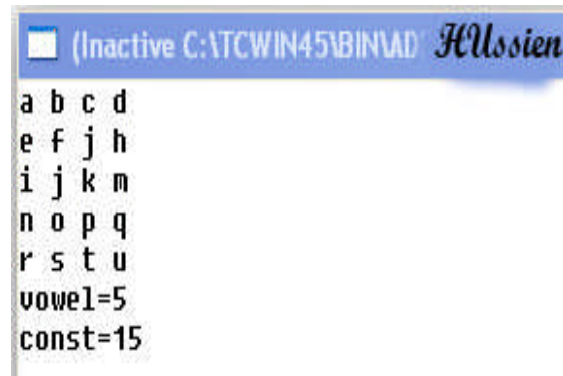 (Inactive C:\TCWIN45\BIN\AD HUssien
a b c d
e f j h
i j k m
n o p q
r s t u
vowel=5
const=15